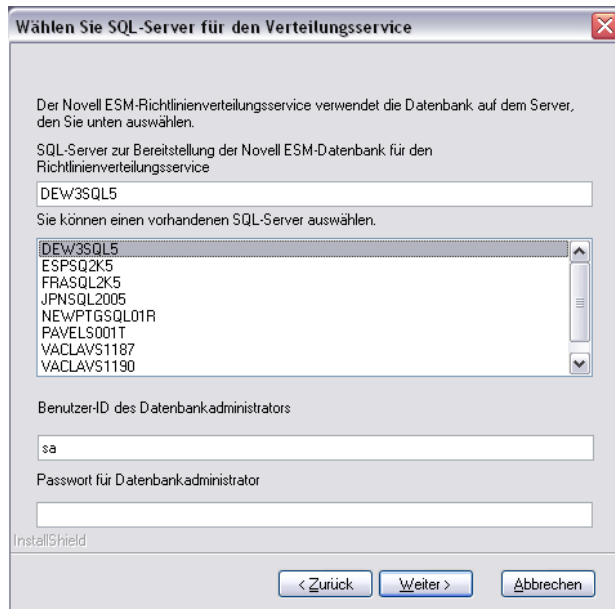 Wählen Sie SQL-Server für den Verteilungsservice
Der Novell ESM-Richtlinienverteilungsservice verwendet die Datenbank auf dem Server,
den Sie unten auswählen.
SQL-Server zur Bereitstellung der Novell ESM-Datenbank für den
Richtlinienverteilungsservice
DEW3SQL5
Sie können einen vorhandenen SQL-Server auswählen.
DEW3SQL5
ESPSQ2K5
FRASQL2K5
JPNSQL2005
NEWPTGSQL01R
PAVELS001T
VACLAVS1187
VACLAVS1190
Benutzer-ID des Datenbankadministrators
sa
Passwort für Datenbankadministrator
InstallShield
< Zurück
Weiter >
Abbrechen